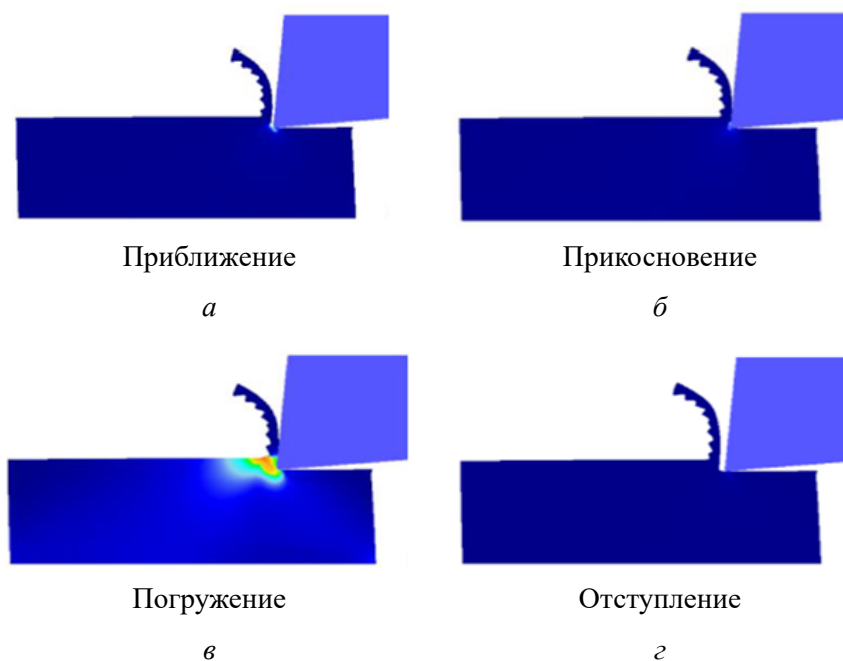 Приближение
Прикосновение
а
б
Погружение
Отступление
в
г